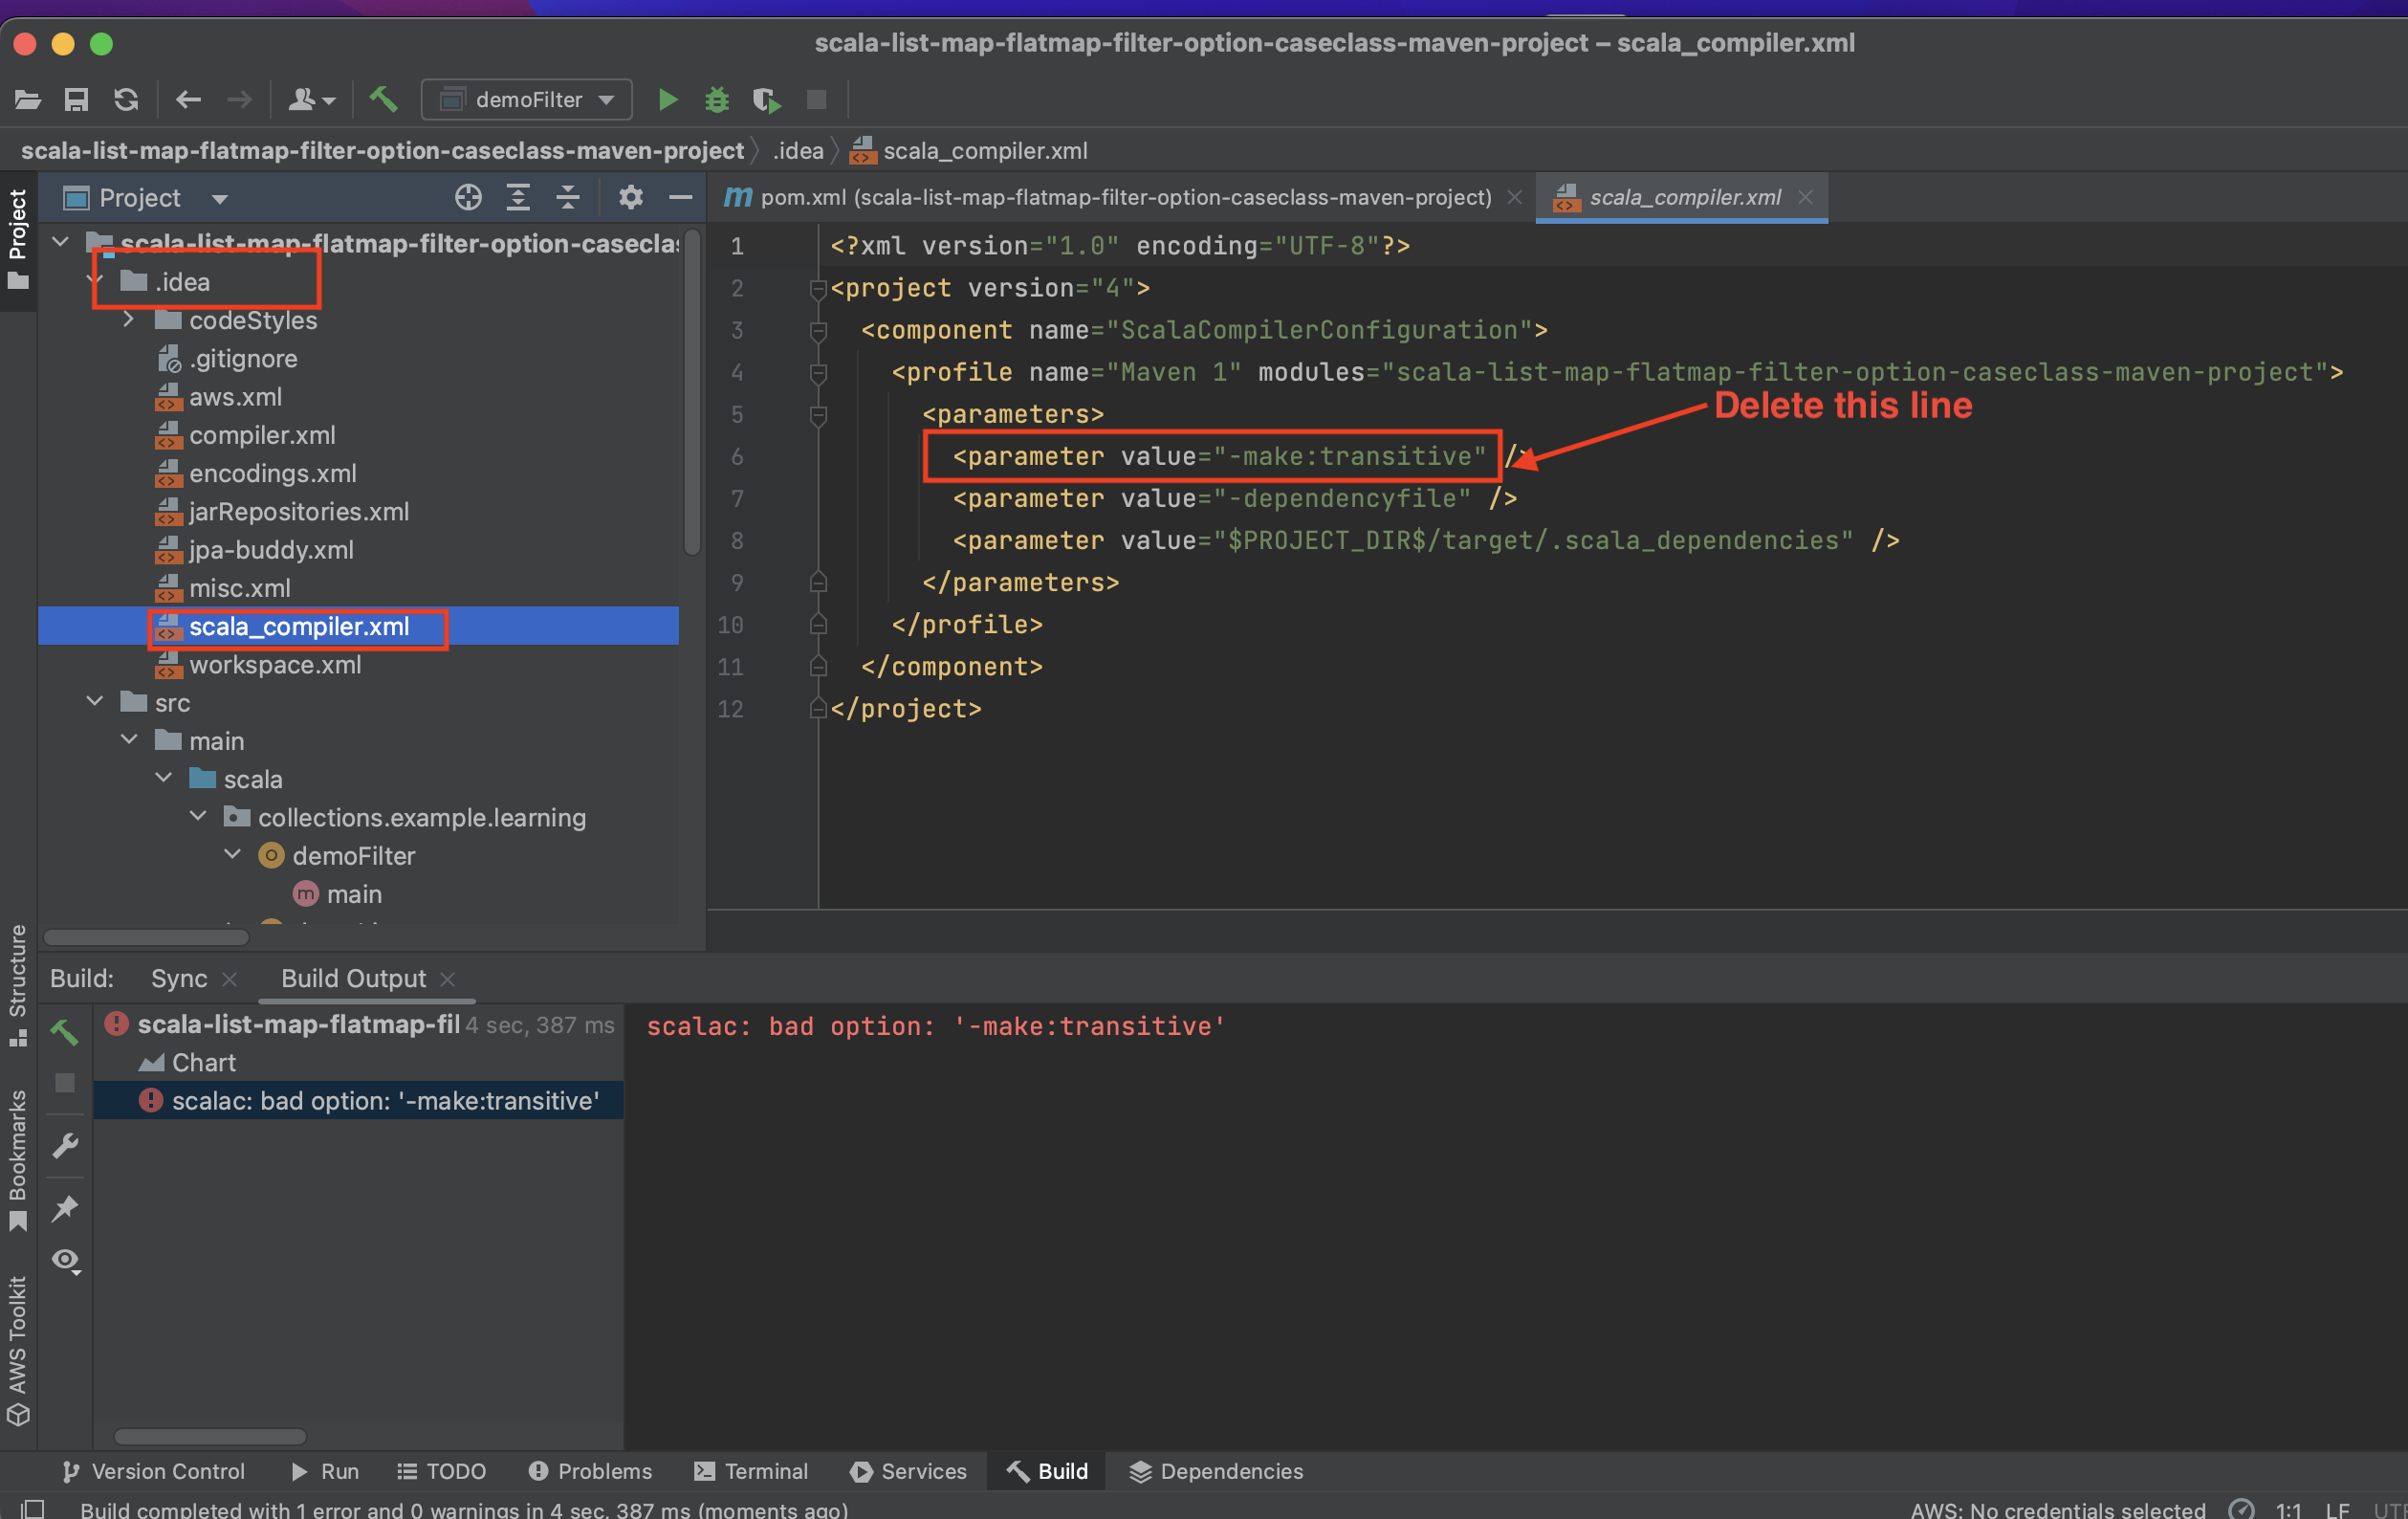 scala-list-map-flatmap-filter-option-caseclass-maven-project – scala_compiler.xml
demoFilter
scala-list-map-flatmap-filter-option-caseclass-maven-project .idea scala_compiler.xml
Project
Project
pom.xml (scala-list-map-flatmap-filter-option-caseclass-maven-project)
scala_compiler.xml
scala-list-map-flatmap-filter-option-casecla
.idea
codeStyles
.gitignore
aws.xml
compiler.xml
encodings.xml
jarRepositories.xml
jpa-buddy.xml
misc.xml
scala_compiler.xml
workspace.xml
src
main
scala
collections.example.learning
demoFilter
main
1 <?xml version="1.0" encoding="UTF-8"?>
2 <project version="4">
3 <component name="ScalaCompilerConfiguration">
4 <profile name="Maven 1" modules="scala-list-map-flatmap-filter-option-caseclass-maven-project">
5 <parameters>
Delete this line
6 <parameter value="-make:transitive" />
7 <parameter value="-dependencyfile" />
8 <parameter value="$PROJECT_DIR$/target/.scala_dependencies" />
9 </parameters>
10 </profile>
11 </component>
12 </project>
Structure
Bookmarks
AWS Toolkit
Build: Sync Build Output
scala-list-map-flatmap-fil 4 sec, 387 ms
Chart
scalac: bad option: '-make:transitive'
scalac: bad option: '-make:transitive'
Version Control Run TODO Problems Terminal Services Build Dependencies
Build completed with 1 error and 0 warnings in 4 sec, 387 ms (moments ago)
AWS: No credentials selected 1:1 LF UTF